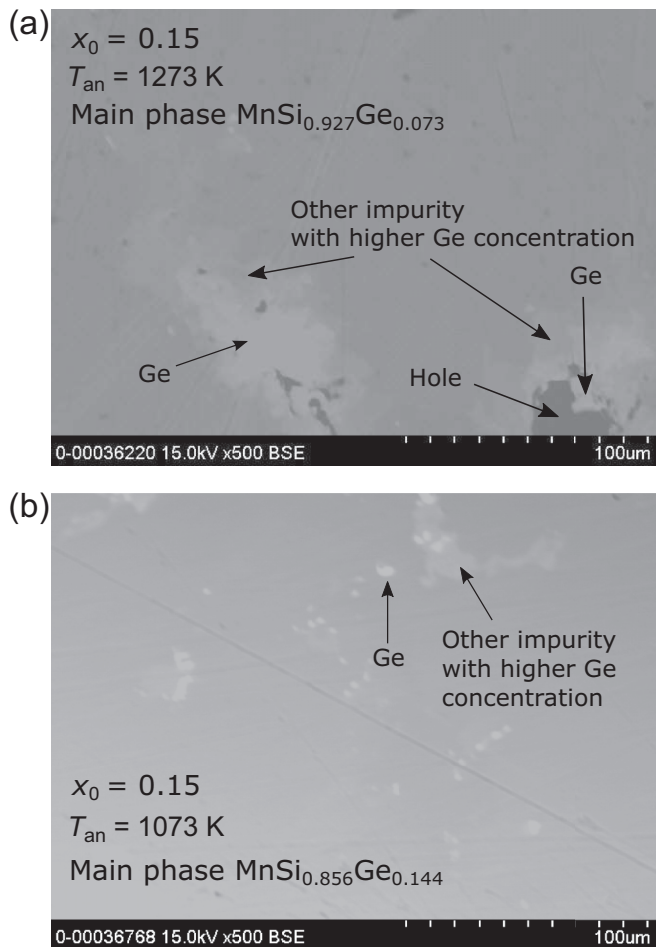 (a)
x₀ = 0.15
Tₐₙ = 1273 K
Main phase MnSi₀.₉₂₇Ge₀.₀₇₃
Other impurity
with higher Ge concentration
Ge
Ge
Hole
0-00036220 15.0kV x500 BSE 100um
(b)
Ge
Other impurity
with higher Ge
concentration
x₀ = 0.15
Tₐₙ = 1073 K
Main phase MnSi₀.₈₅₆Ge₀.₁₄₄
0-00036768 15.0kV x500 BSE 100um